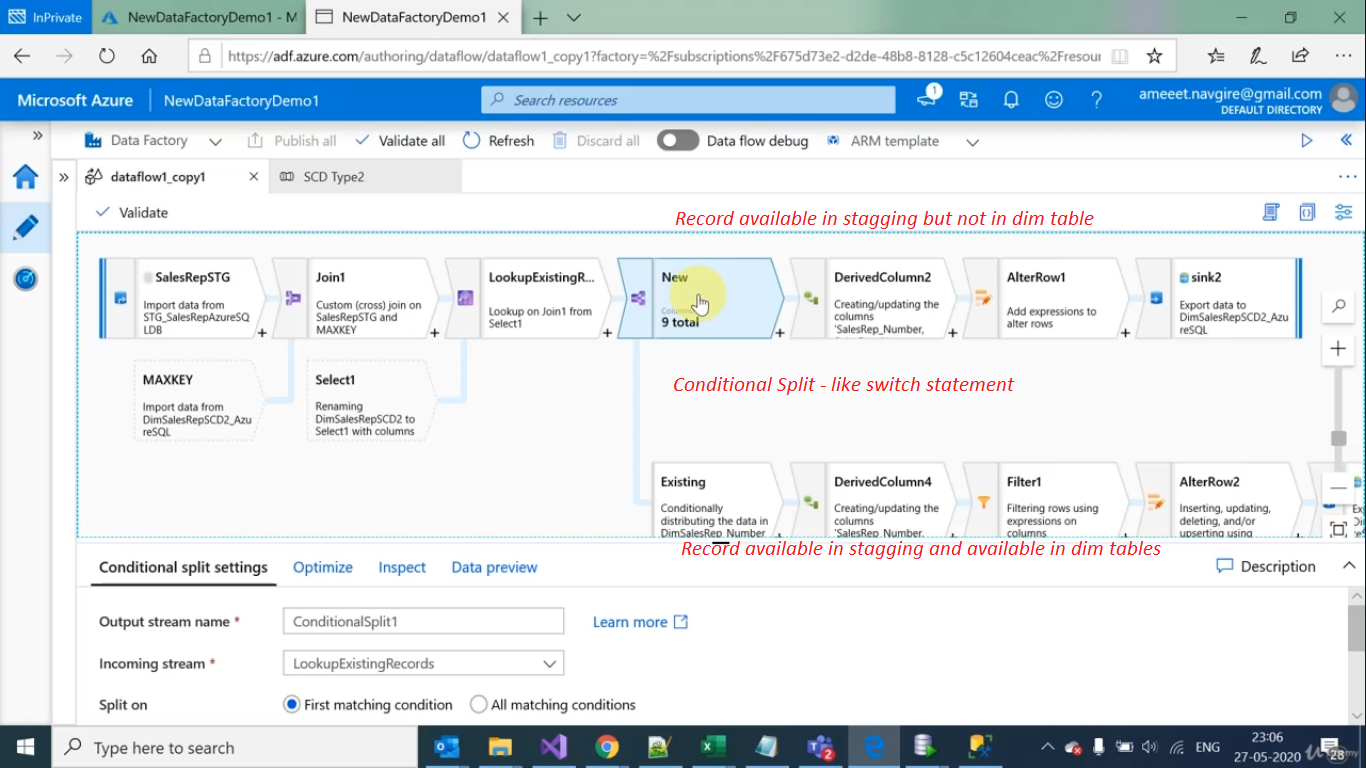 InPrivate
NewDataFactoryDemo1 - M
NewDataFactoryDemo1
https://adf.azure.com/authoring/dataflow/dataflow1_copy1?factory=%2Fsubscriptions%2F675d73e2-d2de-48b8-8128-c5c12604ceac%2Fresour
Microsoft Azure
NewDataFactoryDemo1
Search resources
1
ameeet.navgire@gmail.com
DEFAULT DIRECTORY
Data Factory
Publish all
Validate all
Refresh
Discard all
Data flow debug
ARM template
dataflow1_copy1
SCD Type2
Validate
Record available in stagging but not in dim table
SalesRepSTG
Import data from
STG_SalesRepAzureSQ
LDB
Join1
Custom (cross) join on
SalesRepSTG and
MAXKEY
LookupExistingR...
Lookup on Join1 from
Select1
New
9 total
DerivedColumn2
Creating/updating the
columns
'SalesRep_Number,
AlterRow1
Add expressions to
alter rows
sink2
Export data to
DimSalesRepSCD2_Azu
reSQL
MAXKEY
Import data from
DimSalesRepSCD2_Azu
reSQL
Select1
Renaming
DimSalesRepSCD2 to
Select1 with columns
Conditional Split - like switch statement
Existing
Conditionally
distributing the data in
DimSalesRep_Number
DerivedColumn4
Creating/updating the
columns
'SalesRep_Number,
Filter1
Filtering rows using
expressions on
columns
AlterRow2
Inserting, updating,
deleting, and/or
upserting using
Record available in stagging and available in dim tables
Conditional split settings
Optimize
Inspect
Data preview
Description
Output stream name *
ConditionalSplit1
Learn more
Incoming stream *
LookupExistingRecords
Split on
First matching condition
All matching conditions
Type here to search
2
ENG
23:06
27-05-2020
28